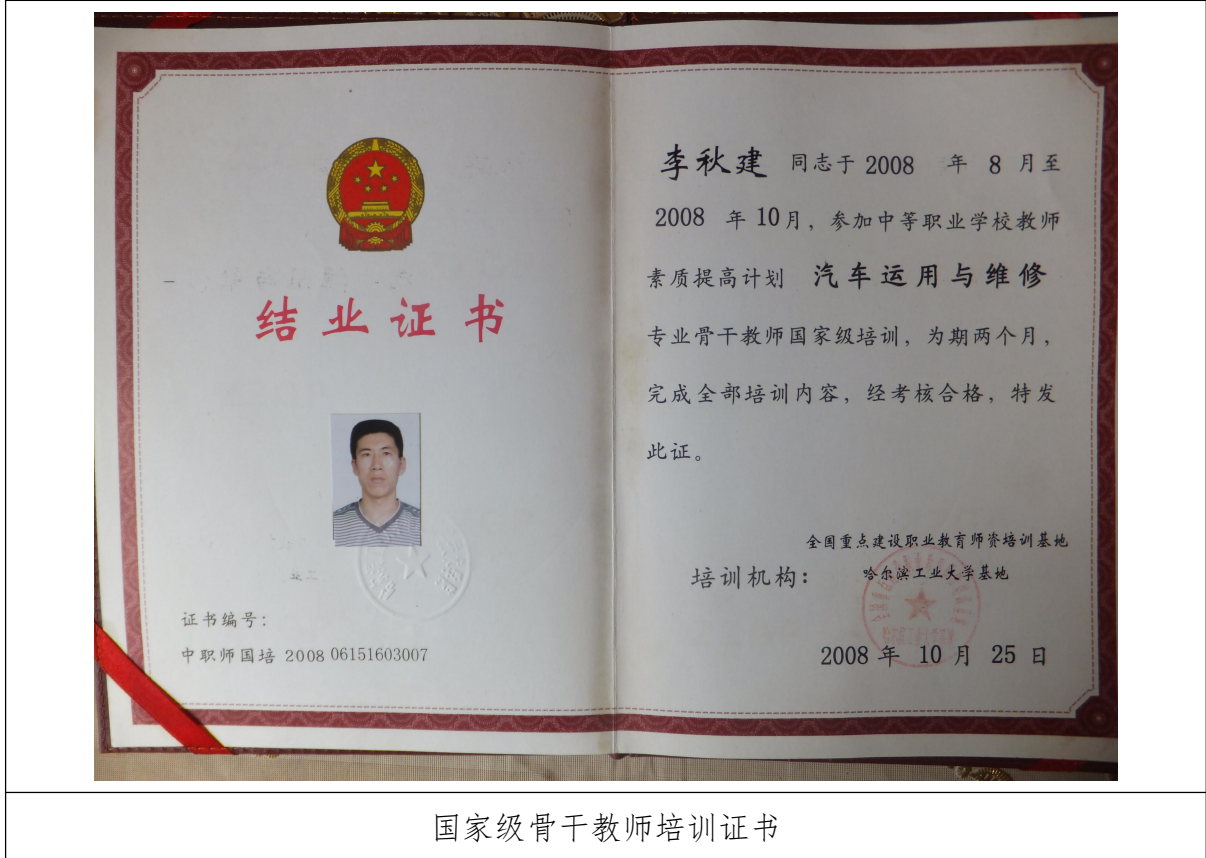 结业证书
证书编号：
中职师国培 2008 06151603007
李秋建 同志于 2008 年 8 月至
2008 年 10月，参加中等职业学校教师
素质提高计划 汽车运用与维修
专业骨干教师国家级培训，为期两个月，
完成全部培训内容，经考核合格，特发
此证。
全国重点建设职业教育师资培训基地
培训机构： 哈尔滨工业大学基地
2008 年 10 月 25 日
国家级骨干教师培训证书